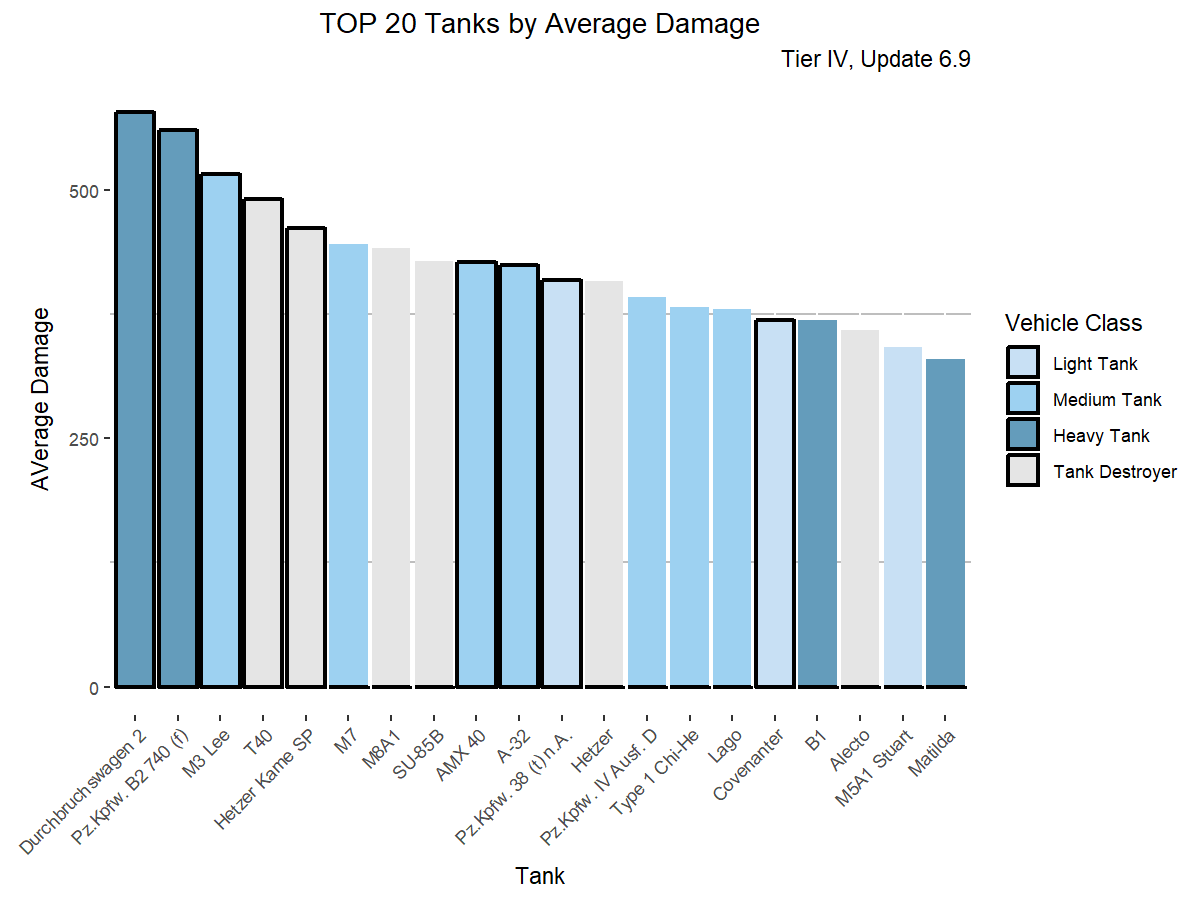 TOP 20 Tanks by Average Damage
Tier IV, Update 6.9
AVerage Damage
500
250
0
Durchbruchswagen 2
Pz.Kpfw. B2 740 (f)
M3 Lee
T40
Hetzer Kame SP
M7
M8A1
SU-85B
AMX 40
A-32
Pz.Kpfw. 38 (t) n.A.
Hetzer
Pz.Kpfw. IV Ausf. D
Type 1 Chi-He
Lago
Covenanter
B1
Alecto
M5A1 Stuart
Matilda
Tank
Vehicle Class
Light Tank
Medium Tank
Heavy Tank
Tank Destroyer